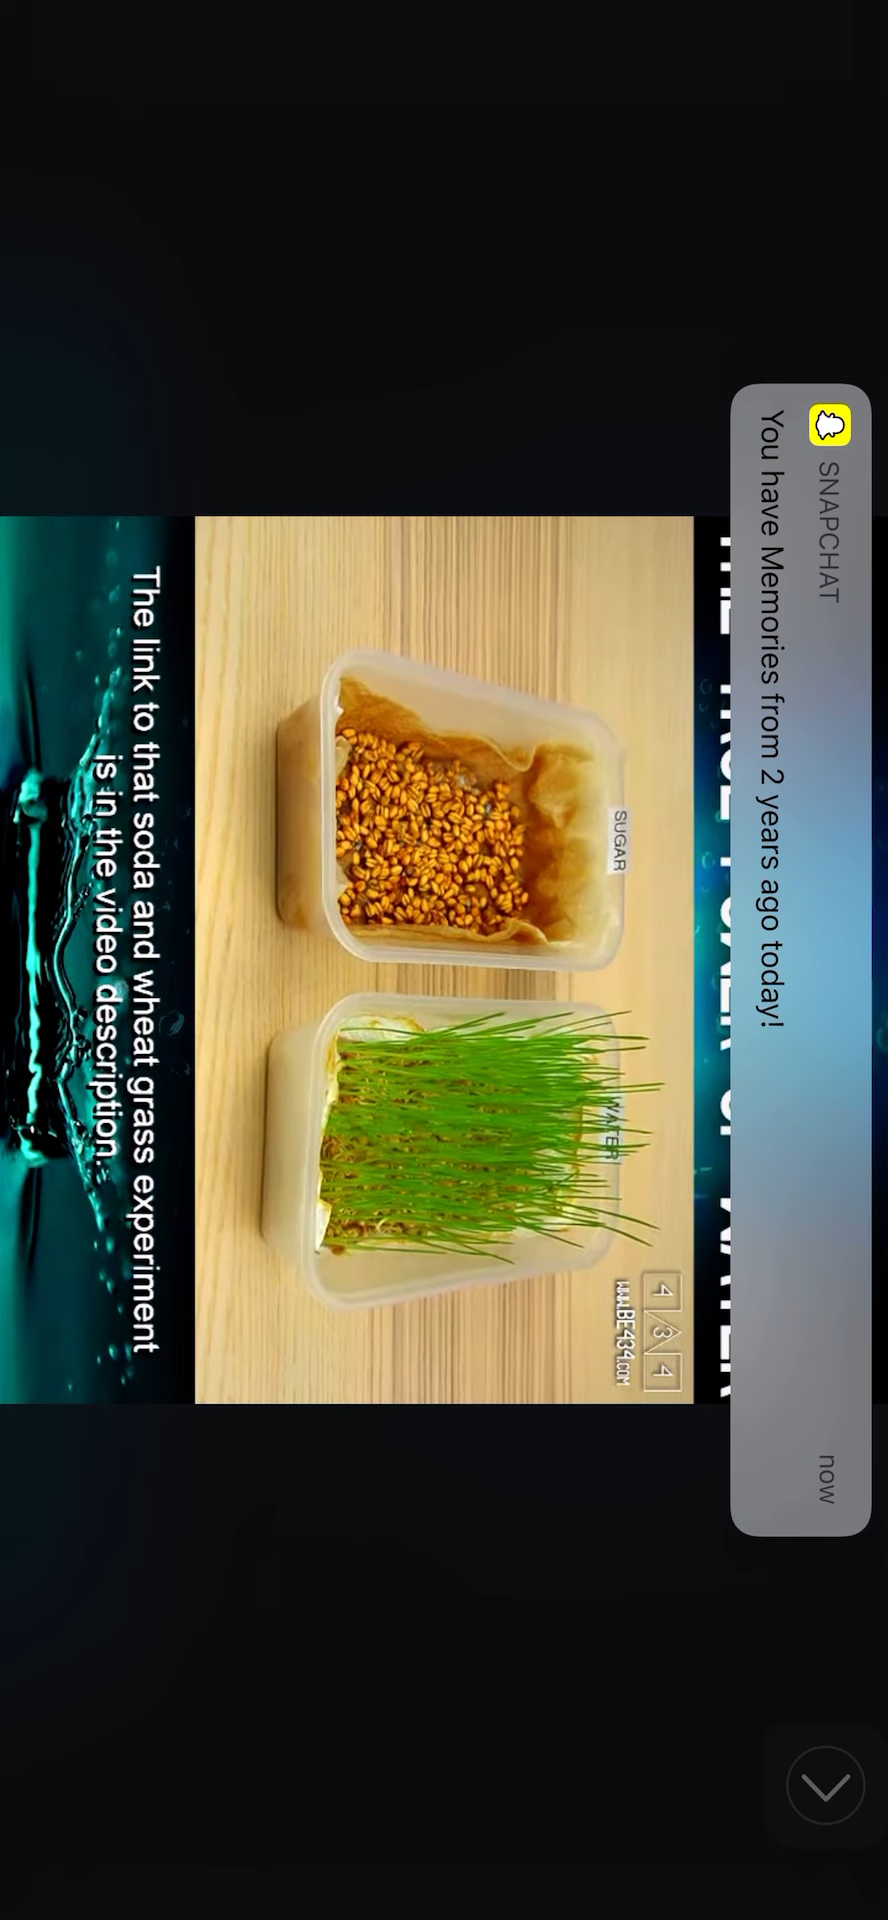 SNAPCHAT now
You have Memories from 2 years ago today!
4 3 4
www.BE434.com
SUGAR
WATER
The link to that soda and wheat grass experiment
is in the video description.